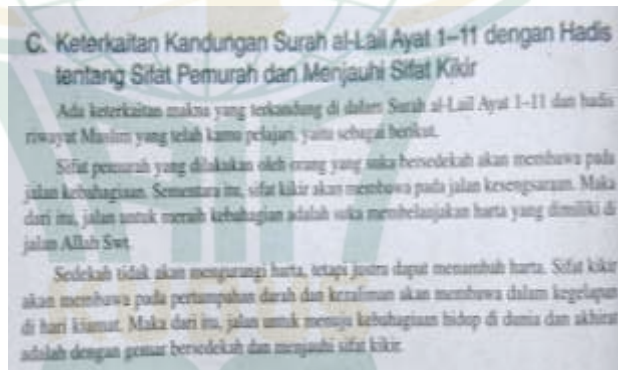 C. Keterkaitan Kandungan Surah al-Lail Ayat 1–11 dengan Hadis
tentang Sifat Pemurah dan Menjauhi Sifat Kikir
Ada keterkaitan makna yang terkandung di dalam Surah al-Lail Ayat 1–11 dan hadis
riwayat Muslim yang telah kamu pelajari, yaitu sebagai berikut.
Sifat pemurah yang dilakukan oleh orang yang suka bersedekah akan membawa pada
jalan kebahagiaan. Sementara itu, sifat kikir akan membawa pada jalan kesengsaraan. Maka
dari itu, jalan untuk meraih kebahagian adalah suka membelanjakan harta yang dimiliki di
jalan Allah Swt.
Sedekah tidak akan mengurangi harta, tetapi justru dapat menambah harta. Sifat kikir
akan membawa pada pertumpahan darah dan kezaliman akan membawa dalam kegelapan
di hari kiamat. Maka dari itu, jalan untuk menuju kebahagiaan hidup di dunia dan akhirat
adalah dengan gemar bersedekah dan menjauhi sifat kikir.